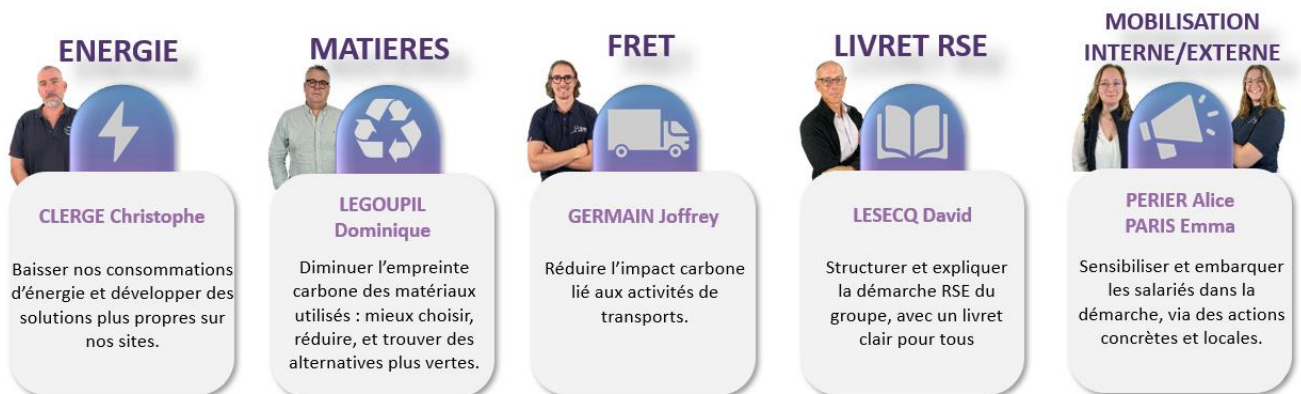 ENERGIE
CLERGE Christophe
Baisser nos consommations
d'énergie et développer des
solutions plus propres sur
nos sites.
MATIERES
LEGOUPIL
Dominique
Diminuer l'empreinte
carbone des matériaux
utilisés : mieux choisir,
réduire, et trouver des
alternatives plus vertes.
FRET
GERMAIN Joffrey
Réduire l'impact carbone
lié aux activités de
transports.
LIVRET RSE
LESECQ David
Structurer et expliquer
la démarche RSE du
groupe, avec un livret
clair pour tous
MOBILISATION
INTERNE/EXTERNE
PERIER Alice
PARIS Emma
Sensibiliser et embarquer
les salariés dans la
démarche, via des actions
concrètes et locales.